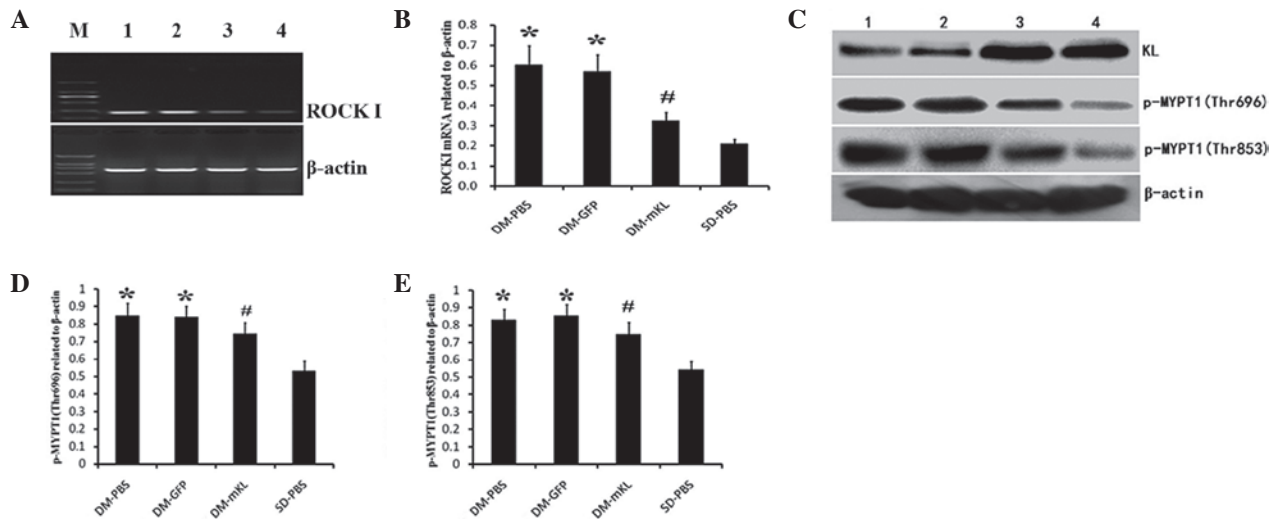 A
M 1 2 3 4
ROCK I
β-actin
B
ROCKI mRNA related to β-actin
0.8
0.7
0.6
0.5
0.4
0.3
0.2
0.1
0.0
*
*
#
DM-PBS
DM-GFP
DM-mKL
SD-PBS
C
1 2 3 4
KL
p-MYPT1(Thr696)
p-MYPT1(Thr853)
β-actin
D
p-MYPT1(Thr696) related to β-actin
1
0.9
0.8
0.7
0.6
0.5
0.4
0.3
0.2
0.1
0
*
*
#
DM-PBS
DM-GFP
DM-mKL
SD-PBS
E
p-MYPT1(Thr853) related to β-actin
1
0.9
0.8
0.7
0.6
0.5
0.4
0.3
0.2
0.1
0
*
*
#
DM-PBS
DM-GFP
DM-mKL
SD-PBS